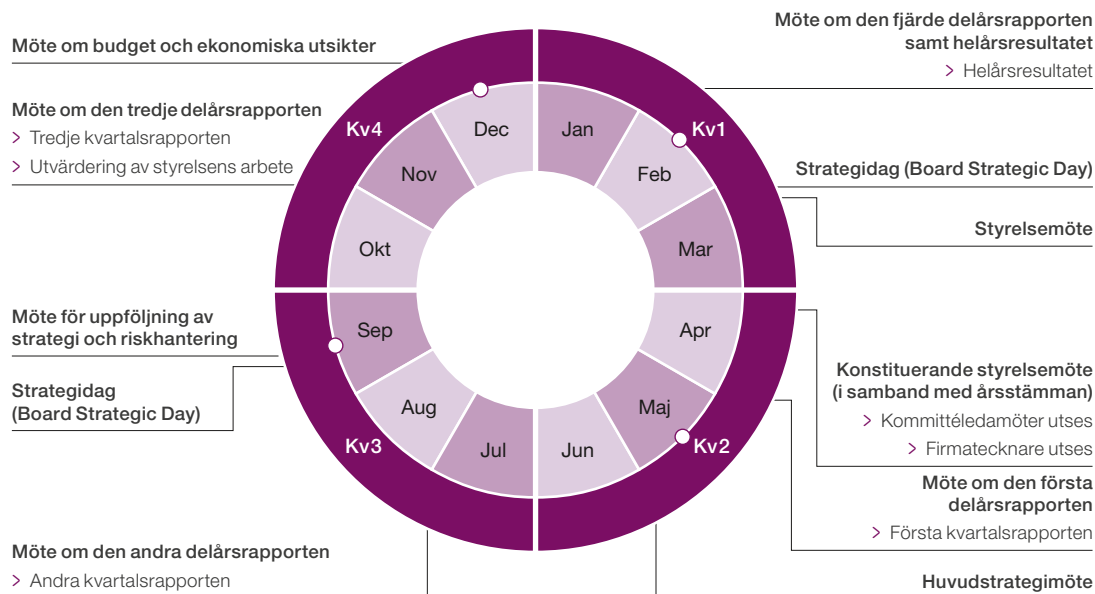 Möte om budget och ekonomiska utsikter
Möte om den tredje delårsrapporten
> Tredje kvartalsrapporten
> Utvärdering av styrelsens arbete
Möte för uppföljning av
strategi och riskhantering
Strategidag
(Board Strategic Day)
Möte om den andra delårsrapporten
> Andra kvartalsrapporten
Kv4
Kv1
Kv3
Kv2
Jan
Feb
Mar
Apr
Maj
Jun
Jul
Aug
Sep
Okt
Nov
Dec
Möte om den fjärde delårsrapporten
samt helårsresultatet
> Helårsresultatet
Strategidag (Board Strategic Day)
Styrelsemöte
Konstituerande styrelsemöte
(i samband med årsstämman)
> Kommittéledamöter utses
> Firmatecknare utses
Möte om den första
delårsrapporten
> Första kvartalsrapporten
Huvudstrategimöte